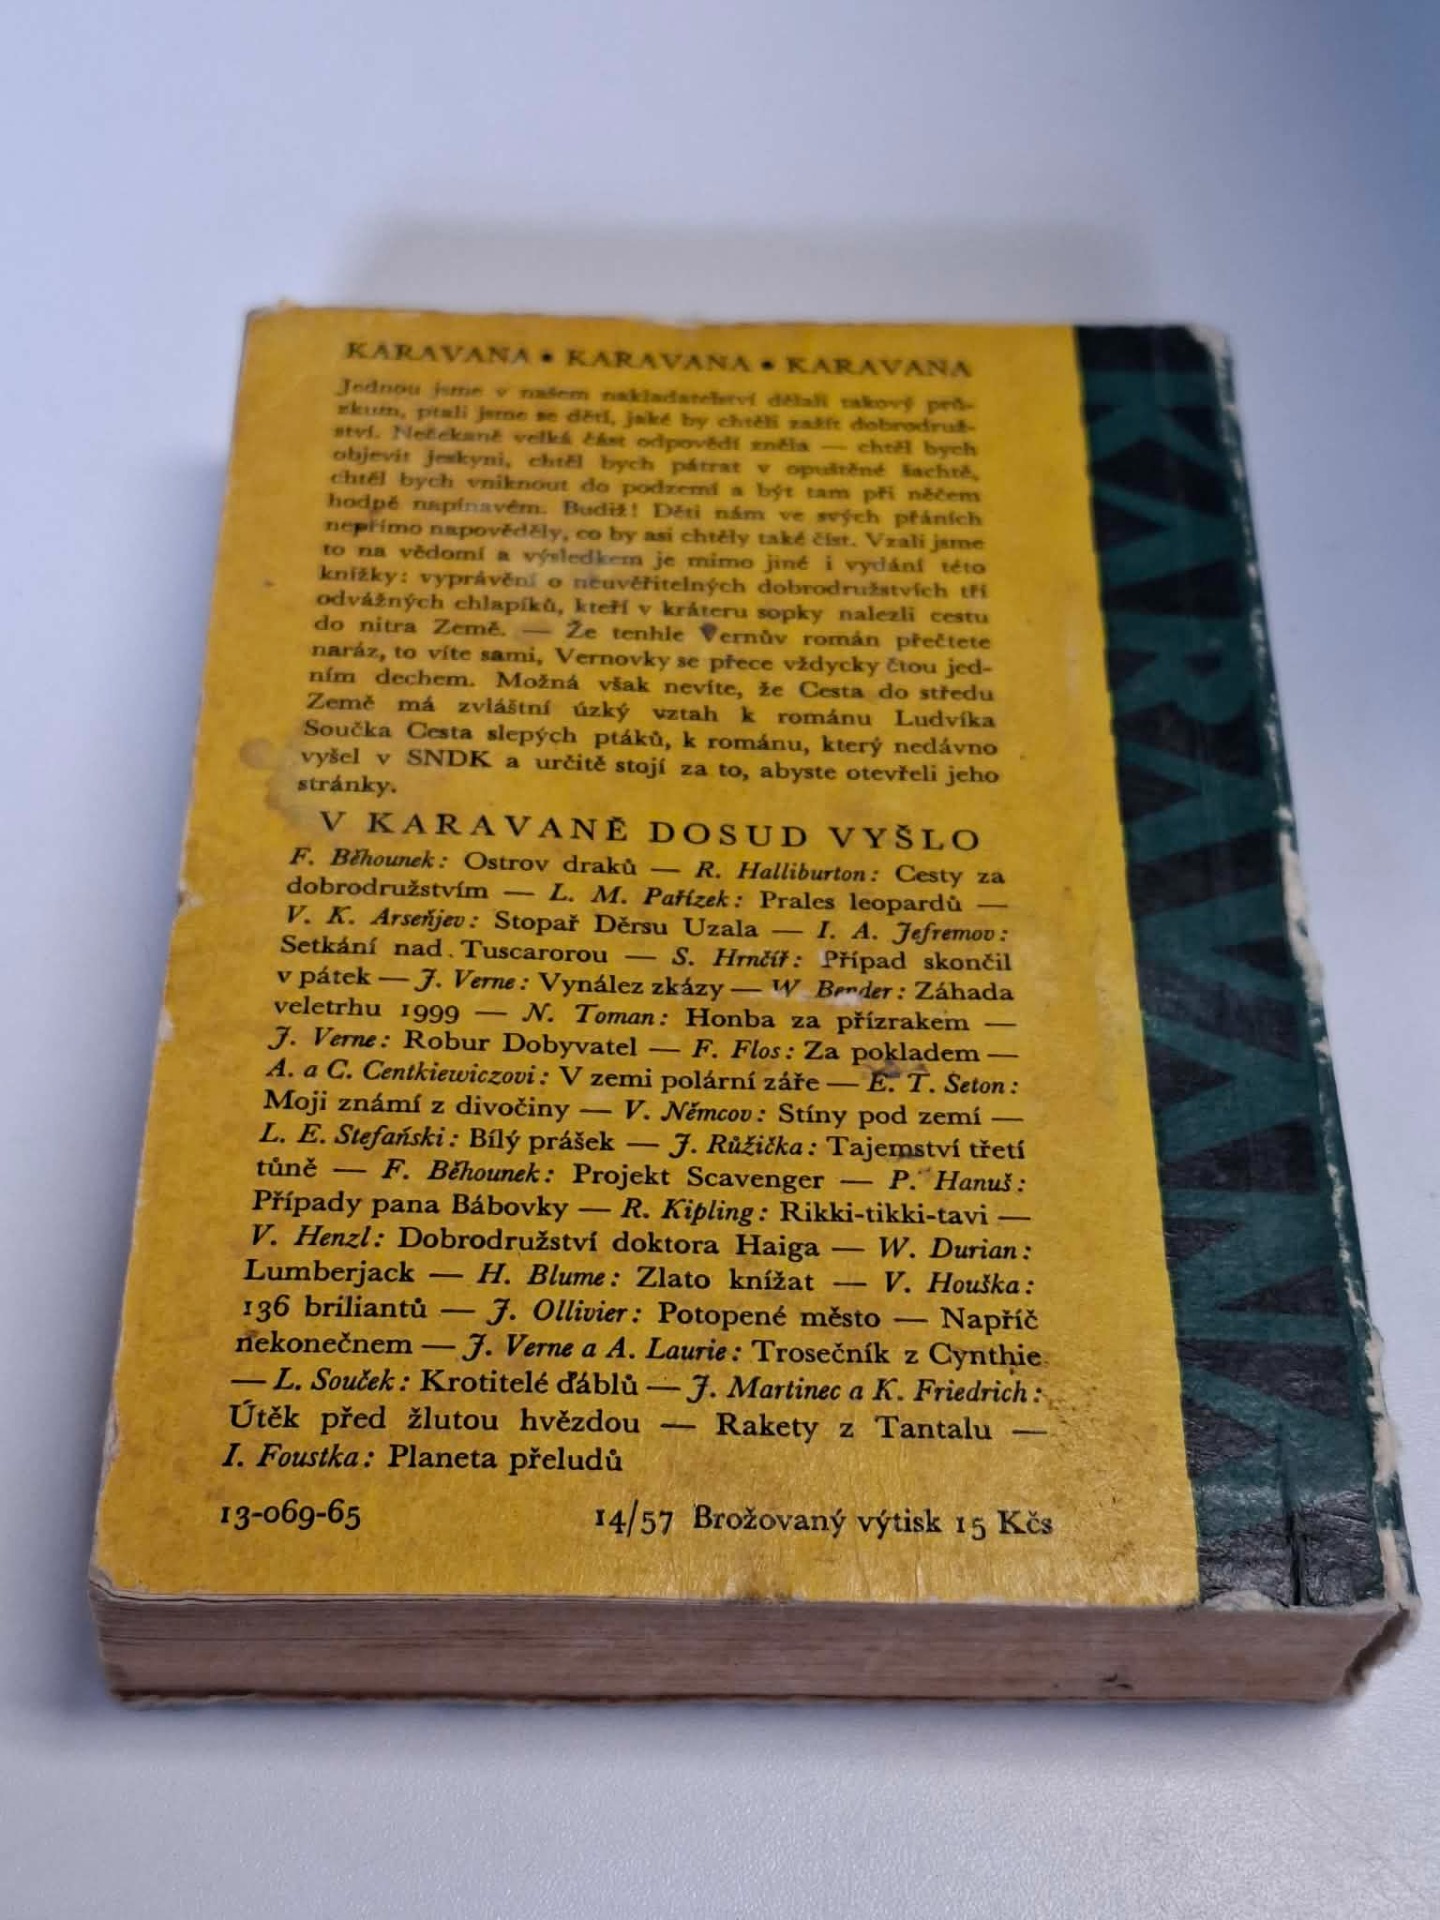 KARAVANA • KARAVANA • KARAVANA
Jednou jsme v našem nakladatelství dělali takový prů-
zkum, ptali jsme se dětí, jaké by chtěli zažít dobrodruž-
ství. Nečekaně velká část odpovědí zněla — chtěl bych
objevit jeskyni, chtěl bych pátrat v opuštěné šachtě,
chtěl bych vniknout do podzemí a být tam při něčem
hodpě napínavém. Budiž! Děti nám ve svých přáních
nepřímo napověděly, co by asi chtěly také číst. Vzali jsme
to na vědomí a výsledkem je mimo jiné i vydání této
knížky: vyprávění o neuvěřitelných dobrodružstvích tří
odvážných chlapíků, kteří v kráteru sopky nalezli cestu
do nitra Země. — Že tenhle Vernův román přečtete
naráz, to víte sami, Vernovky se přece vždycky čtou jed-
ním dechem. Možná však nevíte, že Cesta do středu
Země má zvláštní úzký vztah k románu Ludvíka
Součka Cesta slepých ptáků, k románu, který nedávno
vyšel v SNDK a určitě stojí za to, abyste otevřeli jeho
stránky.
V KARAVANĚ DOSUD VYŠLO
F. Běhounek: Ostrov draků — R. Halliburton: Cesty za
dobrodružstvím — L. M. Pařízek: Prales leopardů —
V. K. Arseňjev: Stopař Děrsu Uzala — I. A. Jefremov:
Setkání nad Tuscarorou — S. Hrnčíř: Případ skončil
v pátek — J. Verne: Vynález zkázy — W Bender: Záhada
veletrhu 1999 — N. Toman: Honba za přízrakem —
J. Verne: Robur Dobyvatel — F. Flos: Za pokladem —
A. a C. Centkiewiczovi: V zemi polární záře — E. T. Seton:
Moji známí z divočiny — V. Němcov: Stíny pod zemí —
L. E. Stefański: Bílý prášek — J. Růžička: Tajemství třetí
tůně — F. Běhounek: Projekt Scavenger — P. Hanuš:
Případy pana Bábovky — R. Kipling: Rikki-tikki-tavi —
V. Henzl: Dobrodružství doktora Haiga — W. Durian:
Lumberjack — H. Blume: Zlato knížat — V. Houška:
136 briliantů — J. Ollivier: Potopené město — Napříč
nekonečnem — J. Verne a A. Laurie: Trosečník z Cynthie
— L. Souček: Krotitelé ďáblů — J. Martinec a K. Friedrich:
Útěk před žlutou hvězdou — Rakety z Tantalu —
I. Foustka: Planeta přeludů
13-069-65 14/57 Brožovaný výtisk 15 Kčs
KARAVANA